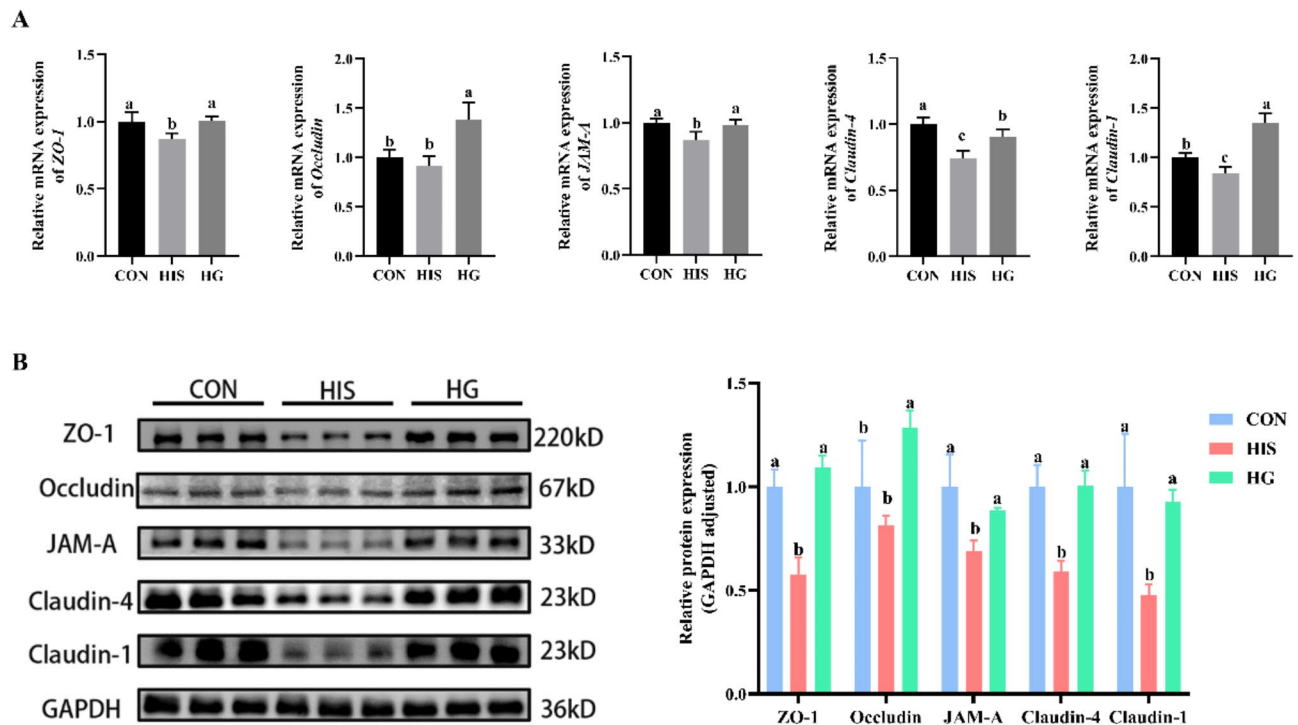 A
Relative mRNA expression
of ZO-1
1.5
1.0
0.5
0.0
a
b
a
CON HIS HG
Relative mRNA expression
of Occludin
2.0
1.5
1.0
0.5
0.0
b
b
a
CON HIS HG
Relative mRNA expression
of JAM-A
1.5
1.0
0.5
0.0
a
b
a
CON HIS HG
Relative mRNA expression
of Claudin-4
1.5
1.0
0.5
0.0
a
c
b
CON HIS HG
Relative mRNA expression
of Claudin-1
2.0
1.5
1.0
0.5
0.0
b
c
a
CON HIS HG
B
CON HIS HG
ZO-1 220kD
Occludin 67kD
JAM-A 33kD
Claudin-4 23kD
Claudin-1 23kD
GAPDH 36kD
Relative protein expression
(GAPDH adjusted)
1.5
1.0
0.5
0.0
a b a
b b a
a b a
a b a
a b a
ZO-1 Occludin JAM-A Claudin-4 Claudin-1
CON
HIS
HG